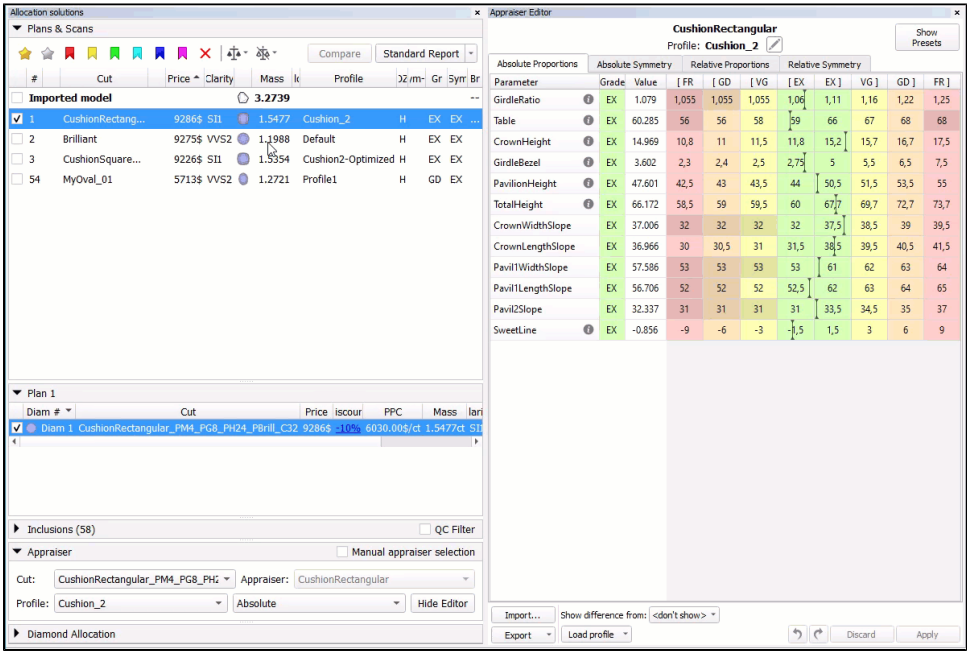 Allocation solutions
Plans & Scans
Compare Standard Report
# Cut Price Clarity Mass Profile Gr Sym Br
Imported model 3.2739 --
1 CushionRectang... 9286$ SI1 1.5477 Cushion_2 H EX EX ...
2 Brilliant 9275$ VVS2 1.1988 Default H EX EX
3 CushionSquare... 9226$ SI1 1.5354 Cushion2-Optimized H EX EX
54 MyOval_01 5713$ VVS2 1.2721 Profile1 H GD EX
Plan 1
Diam # Cut Price iscour PPC Mass lari
Diam 1 CushionRectangular_PM4_PG8_PH24_PBrill_C32 9286$ -10% 6030.00$/ct 1.5477ct SI1
Inclusions (58) QC Filter
Appraiser Manual appraiser selection
Cut: CushionRectangular_PM4_PG8_PH2 Appraiser: CushionRectangular
Profile: Cushion_2 Absolute Hide Editor
Diamond Allocation
Appraiser Editor
CushionRectangular
Profile: Cushion_2
Show Presets
Absolute Proportions Absolute Symmetry Relative Proportions Relative Symmetry
Parameter Grade Value [ FR [ GD [ VG [ EX EX ] VG ] GD ] FR ]
GirdleRatio EX 1.079 1,055 1,055 1,055 1,06 1,11 1,16 1,22 1,25
Table EX 60.285 56 56 58 59 66 67 68 68
CrownHeight EX 14.969 10,8 11 11,5 11,8 15,2 15,7 16,7 17,5
GirdleBezel EX 3.602 2,3 2,4 2,5 2,75 5 5,5 6,5 7,5
PavilionHeight EX 47.601 42,5 43 43,5 44 50,5 51,5 53,5 55
TotalHeight EX 66.172 58,5 59 59,5 60 67,7 69,7 72,7 73,7
CrownWidthSlope EX 37.006 32 32 32 32 37,5 38,5 39 39,5
CrownLengthSlope EX 36.966 30 30,5 31 31,5 38,5 39,5 40,5 41,5
Pavil1WidthSlope EX 57.586 53 53 53 53 61 62 63 64
Pavil1LengthSlope EX 56.706 52 52 52 52,5 62 63 64 65
Pavil2Slope EX 32.337 31 31 31 31 33,5 34,5 35 37
SweetLine EX -0.856 -9 -6 -3 -1,5 1,5 3 6 9
Import... Show difference from: <don't show>
Export Load profile Discard Apply